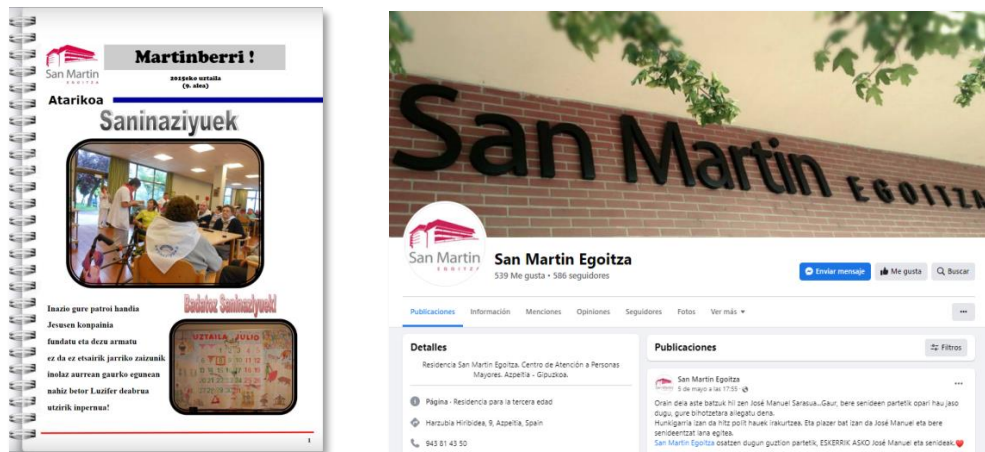 Martinberri !
San Martin
EGOITZA
2015eko uztaila
(9. alea)
Atarikoa
Saninaziyuek
Inazio gure patroi handia
Jesusen konpainia
fundatu eta dezu armatu
ez da ez etsairik jarriko zaizunik
inolaz aurrean gaurko egunean
nahiz betor Luzifer deabrua
utzirik inpernua!
Badatoz Saninaziyuek!
UZTAILA JULIO
1
San Martin EGOITZA
San Martin
EGOITZA
San Martin Egoitza
539 Me gusta • 586 seguidores
Enviar mensaje
Me gusta
Buscar
Publicaciones Información Menciones Opiniones Seguidores Fotos Ver más
Detalles
Residencia San Martin Egoitza. Centro de Atención a Personas
Mayores. Azpeitia - Gipuzkoa.
Página · Residencia para la tercera edad
Harzubia Hiribidea, 9, Azpeitia, Spain
943 81 43 50
Publicaciones
Filtros
San Martin Egoitza
5 de mayo a las 17:55 ·
Orain dela aste batzuk hil zen José Manuel Sarasua...Gaur, bere senideen partetik opari hau jaso
dugu, gure bihotzetara allegatu dena.
Hunkigarria izan da hitz polit hauek irakurtzea. Eta plazer bat izan da José Manuel eta bere
senideentzat lana egitea.
San Martin Egoitza osatzen dugun guztion partetik, ESKERRIK ASKO José Manuel eta senideak.❤